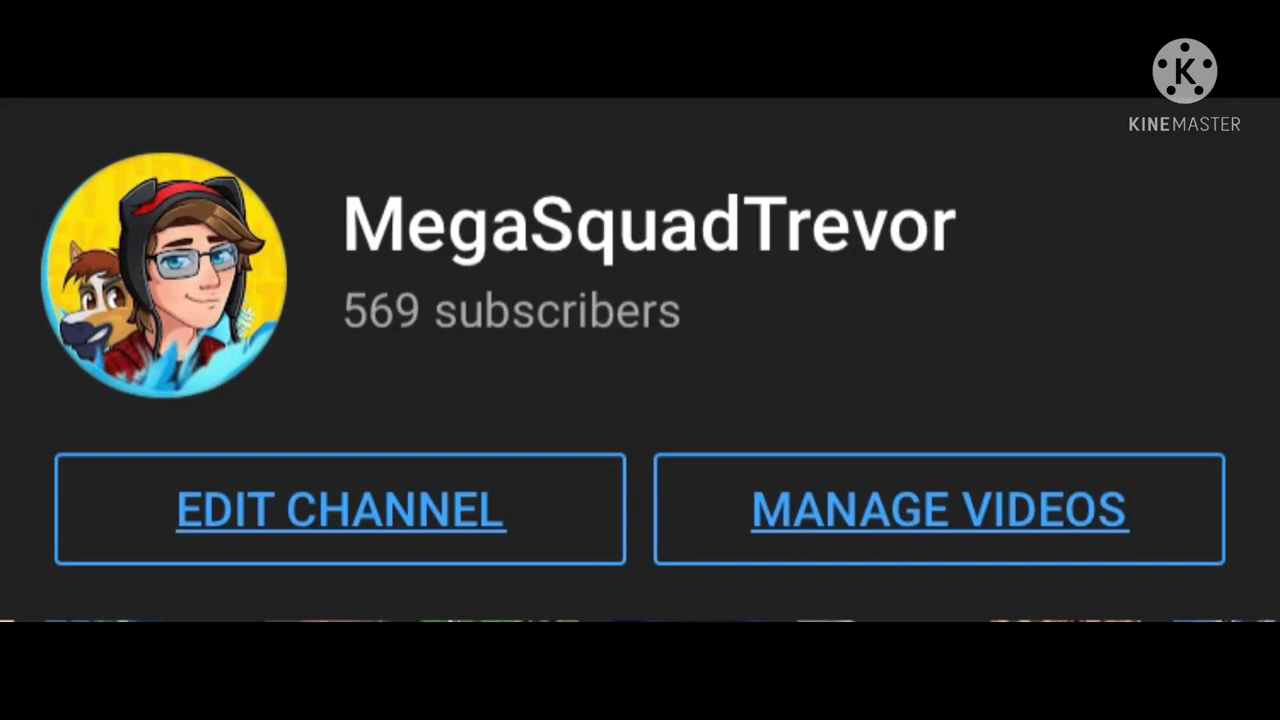 K
KINEMASTER
MegaSquadTrevor
569 subscribers
EDIT CHANNEL
MANAGE VIDEOS